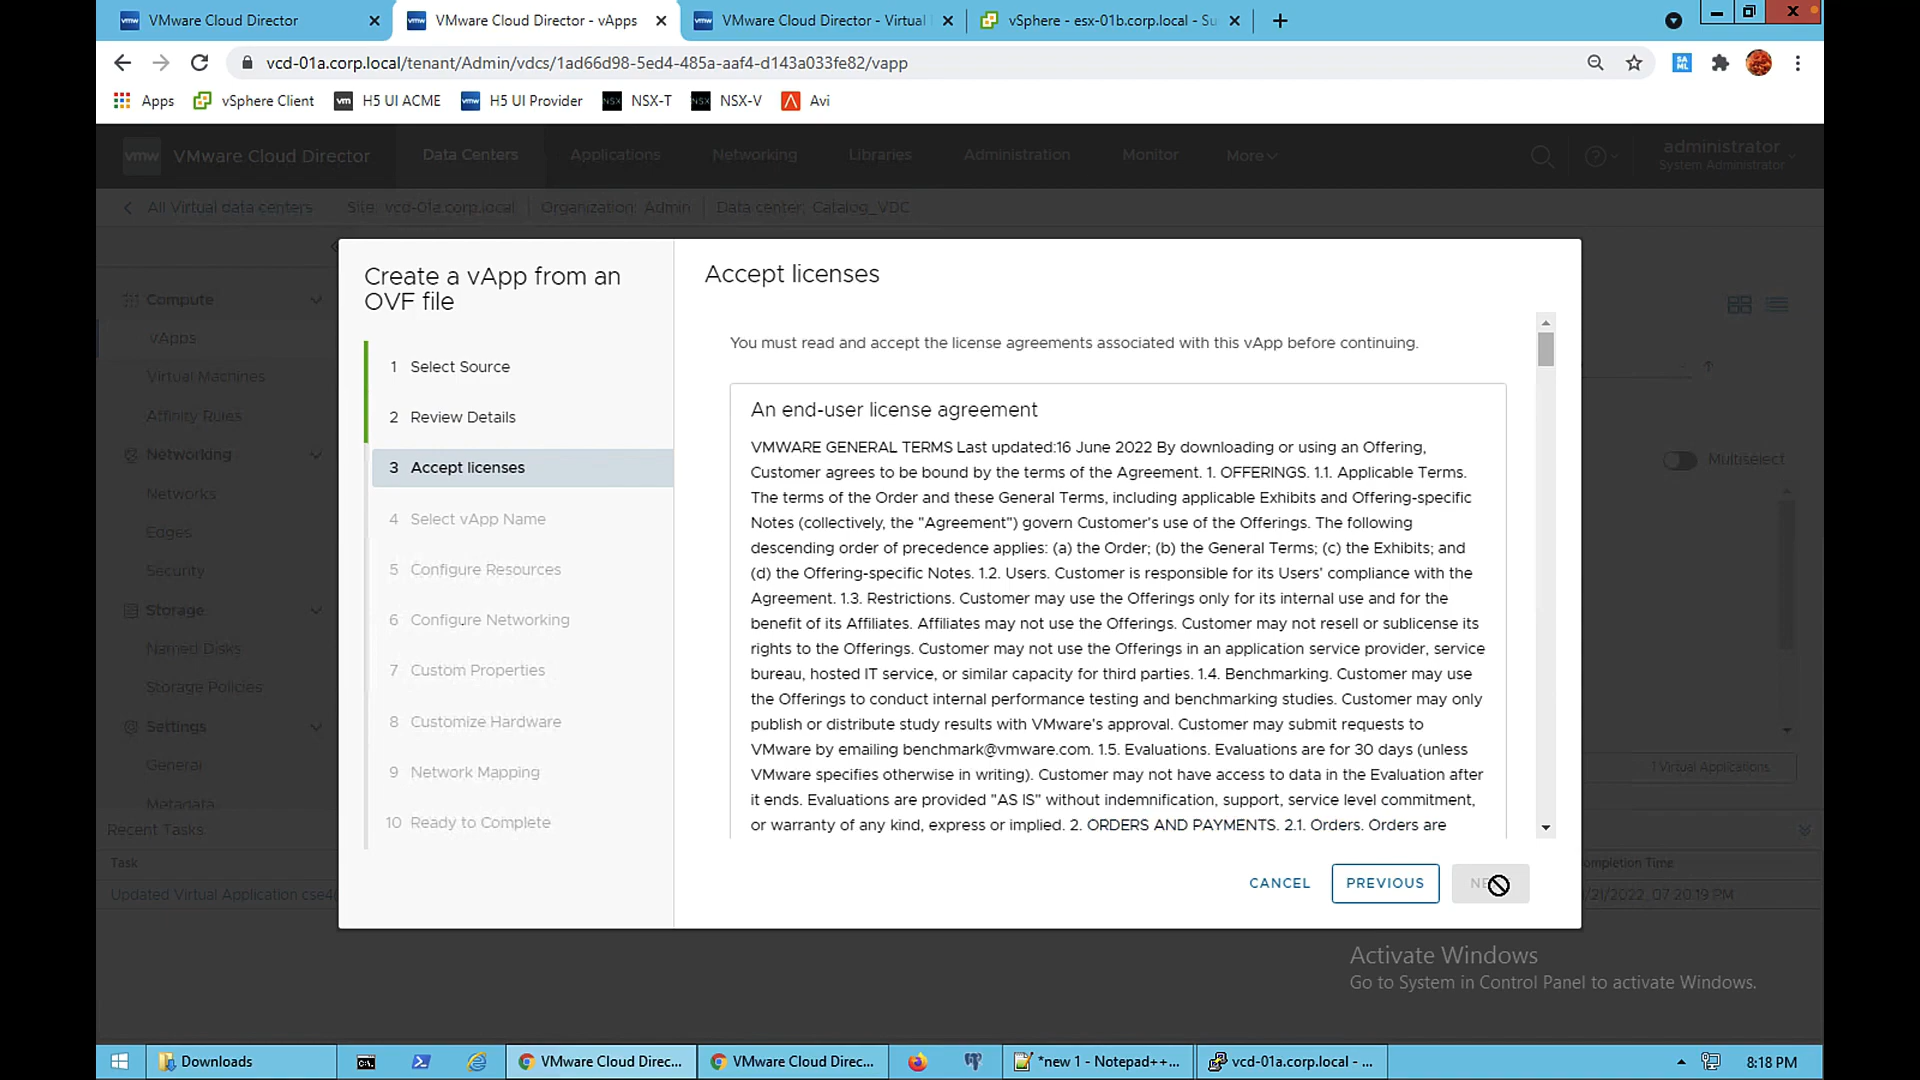 VMware Cloud Director
VMware Cloud Director - vApps
VMware Cloud Director - Virtual
vSphere - esx-01b.corp.local - Su
vcd-01a.corp.local/tenant/Admin/vdcs/1ad66d98-5ed4-485a-aaf4-d143a033fe82/vapp
Apps
vSphere Client
vm H5 UI ACME
vmw H5 UI Provider
NSX NSX-T
NSX NSX-V
Avi
vmw VMware Cloud Director
Data Centers
Applications
Networking
Libraries
Administration
Monitor
More
administrator
System Administrator
All Virtual data centers
Site: vcd-01a.corp.local
Organization: Admin
Data center: Catalog_VDC
Compute
vApps
Virtual Machines
Affinity Rules
Networking
Networks
Edges
Security
Storage
Named Disks
Storage Policies
Settings
General
Metadata
Multiselect
1 Virtual Applications
Create a vApp from an
OVF file
1 Select Source
2 Review Details
3 Accept licenses
4 Select vApp Name
5 Configure Resources
6 Configure Networking
7 Custom Properties
8 Customize Hardware
9 Network Mapping
10 Ready to Complete
Accept licenses
You must read and accept the license agreements associated with this vApp before continuing.
An end-user license agreement
VMWARE GENERAL TERMS Last updated:16 June 2022 By downloading or using an Offering,
Customer agrees to be bound by the terms of the Agreement. 1. OFFERINGS. 1.1. Applicable Terms.
The terms of the Order and these General Terms, including applicable Exhibits and Offering-specific
Notes (collectively, the "Agreement") govern Customer's use of the Offerings. The following
descending order of precedence applies: (a) the Order; (b) the General Terms; (c) the Exhibits; and
(d) the Offering-specific Notes. 1.2. Users. Customer is responsible for its Users' compliance with the
Agreement. 1.3. Restrictions. Customer may use the Offerings only for its internal use and for the
benefit of its Affiliates. Affiliates may not use the Offerings. Customer may not resell or sublicense its
rights to the Offerings. Customer may not use the Offerings in an application service provider, service
bureau, hosted IT service, or similar capacity for third parties. 1.4. Benchmarking. Customer may use
the Offerings to conduct internal performance testing and benchmarking studies. Customer may only
publish or distribute study results with VMware's approval. Customer may submit requests to
VMware by emailing benchmark@vmware.com. 1.5. Evaluations. Evaluations are for 30 days (unless
VMware specifies otherwise in writing). Customer may not have access to data in the Evaluation after
it ends. Evaluations are provided "AS IS" without indemnification, support, service level commitment,
or warranty of any kind, express or implied. 2. ORDERS AND PAYMENTS. 2.1. Orders. Orders are
CANCEL
PREVIOUS
Recent Tasks
Task
ompletion Time
Updated Virtual Application cse4
/21/2022, 07:20:19 PM
Activate Windows
Go to System in Control Panel to activate Windows.
Downloads
VMware Cloud Direc...
VMware Cloud Direc...
*new 1 - Notepad++...
vcd-01a.corp.local - ...
8:18 PM